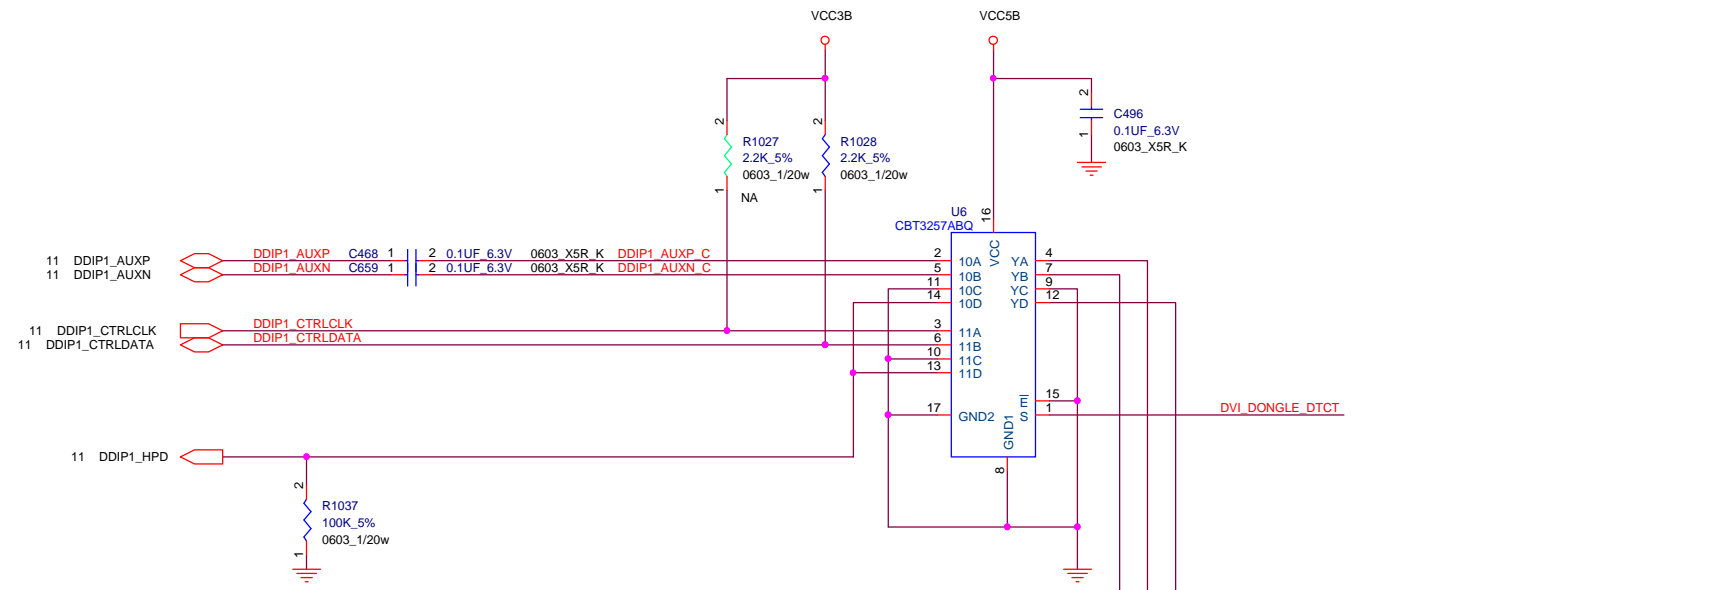 VCC3B
VCC5B
2
C496
0.1UF_6.3V
0603_X5R_K
1
2
R1027
2.2K_5%
0603_1/20w
1
NA
2
R1028
2.2K_5%
0603_1/20w
1
U6
CBT3257ABQ
16
VCC
11 DDIP1_AUXP
DDIP1_AUXP C468 1 2 0.1UF_6.3V 0603_X5R_K DDIP1_AUXP_C
2 10A YA 4
11 DDIP1_AUXN
DDIP1_AUXN C659 1 2 0.1UF_6.3V 0603_X5R_K DDIP1_AUXN_C
5 10B YB 7
11 10C YC 9
14 10D YD 12
11 DDIP1_CTRLCLK DDIP1_CTRLCLK 3 11A
11 DDIP1_CTRLDATA DDIP1_CTRLDATA 6 11B
10 11C
13 11D
E 15
17 GND2 S 1 DVI_DONGLE_DTCT
GND1
8
11 DDIP1_HPD
2
R1037
100K_5%
0603_1/20w
1